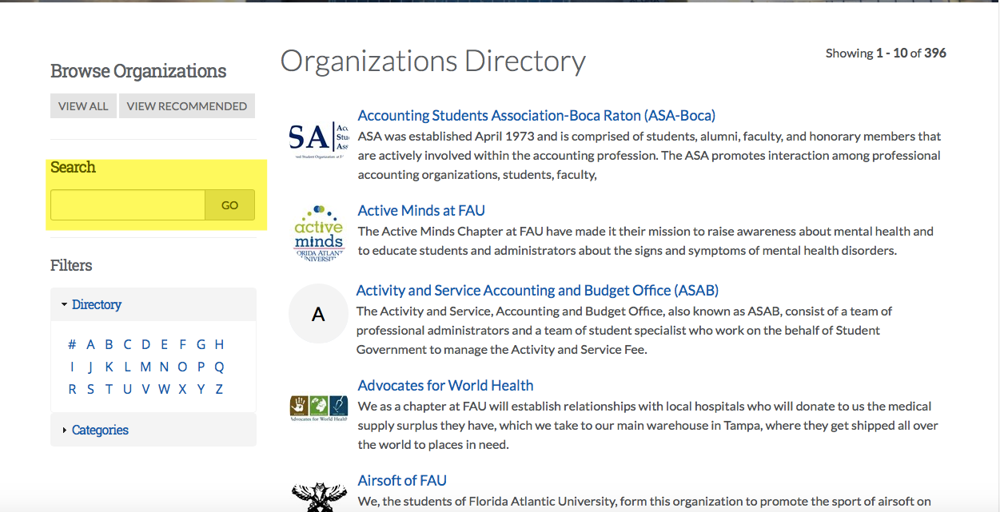 Browse Organizations
VIEW ALL VIEW RECOMMENDED
Search
GO
Filters
Directory
# A B C D E F G H
I J K L M N O P Q
R S T U V W X Y Z
Categories
Organizations Directory
Showing 1 - 10 of 396
Accounting Students Association-Boca Raton (ASA-Boca)
SA
ASA was established April 1973 and is comprised of students, alumni, faculty, and honorary members that
are actively involved within the accounting profession. The ASA promotes interaction among professional
accounting organizations, students, faculty,
Active Minds at FAU
active
minds
The Active Minds Chapter at FAU have made it their mission to raise awareness about mental health and
to educate students and administrators about the signs and symptoms of mental health disorders.
Activity and Service Accounting and Budget Office (ASAB)
A
The Activity and Service, Accounting and Budget Office, also known as ASAB, consist of a team of
professional administrators and a team of student specialist who work on the behalf of Student
Government to manage the Activity and Service Fee.
Advocates for World Health
Advocates for World Health
We as a chapter at FAU will establish relationships with local hospitals who will donate to us the medical
supply surplus they have, which we take to our main warehouse in Tampa, where they get shipped all over
the world to places in need.
Airsoft of FAU
We, the students of Florida Atlantic University, form this organization to promote the sport of airsoft on